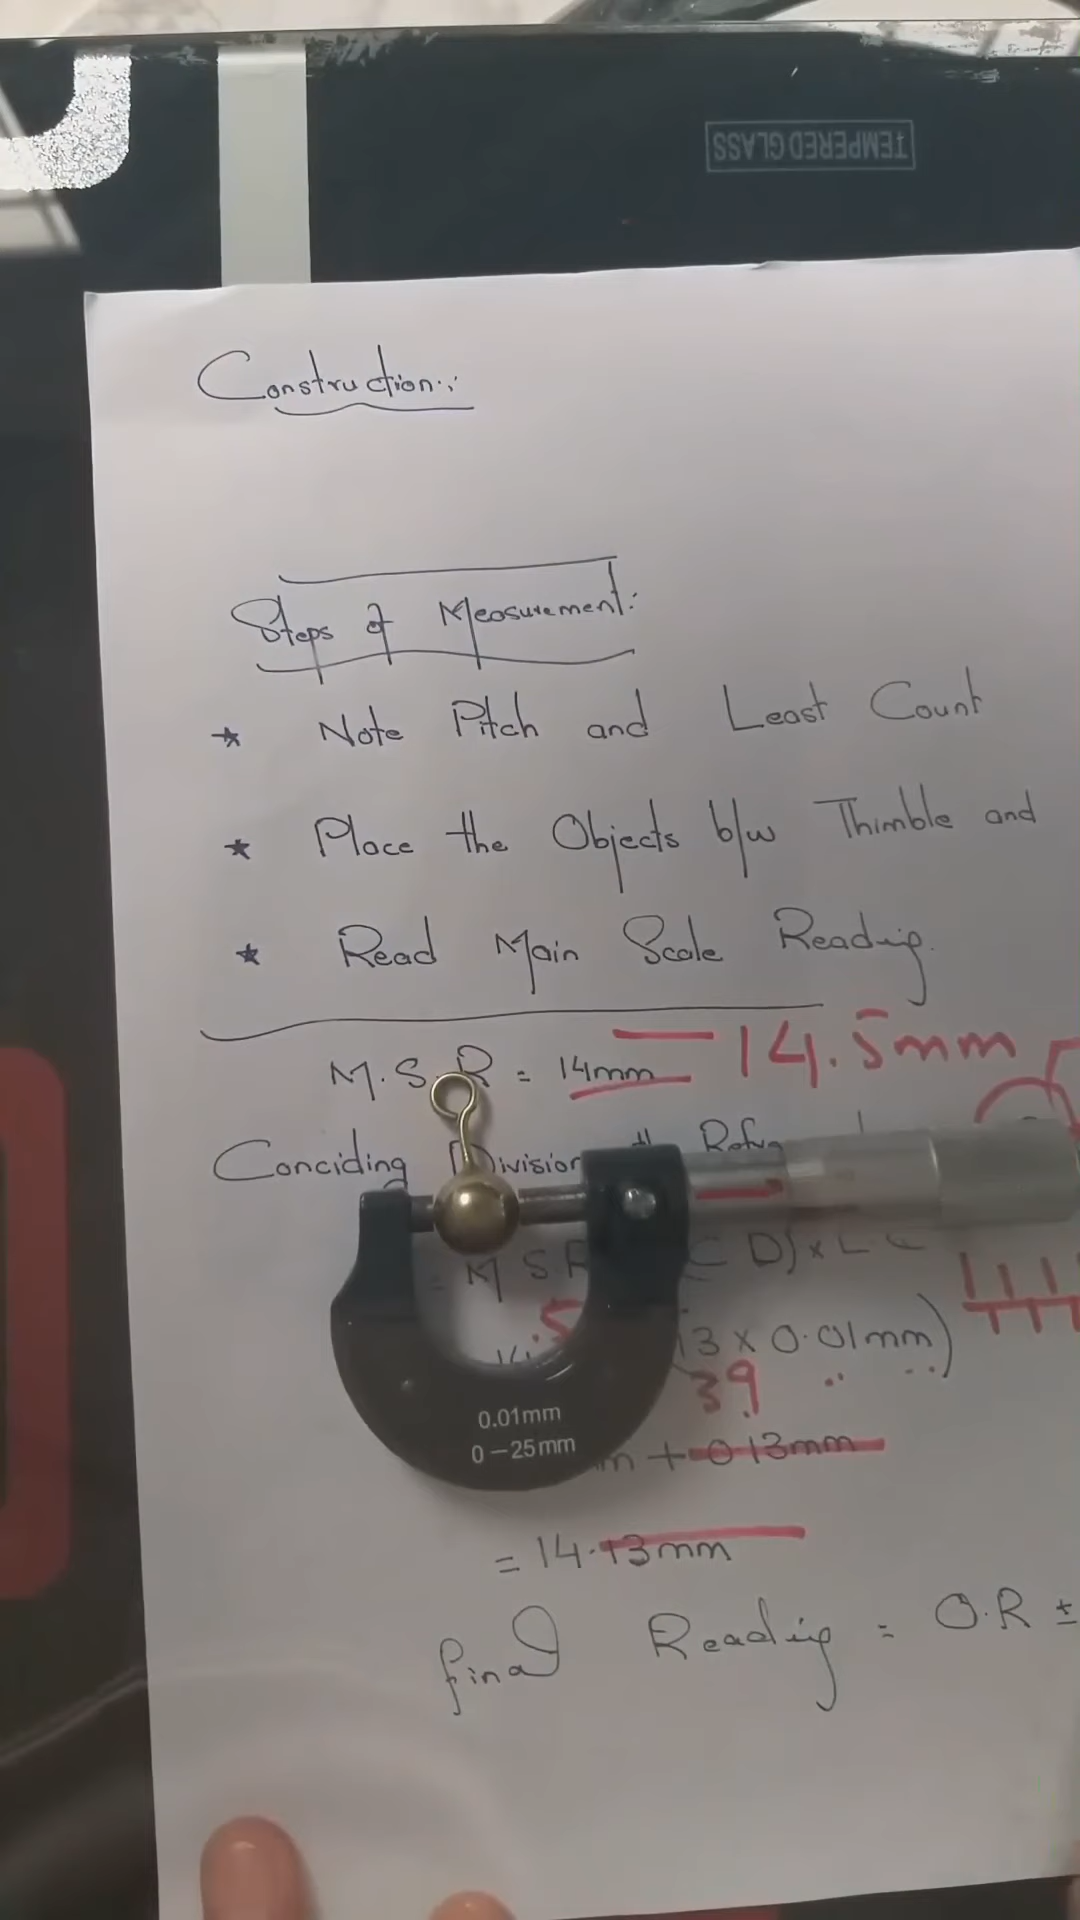 TEMPERED GLASS
Construction:
Steps of Measurement:
* Note Pitch and Least Count
* Place the Objects b/w Thimble and
* Read Main Scale Reading.
M.S.R = 14mm 14.5mm
Conciding Division
= M S R C D) x L C
.5 13 x 0.01mm)
39
0.01mm
0-25mm
m + 0 13mm
= 14.13mm
final Reading = O.R ±